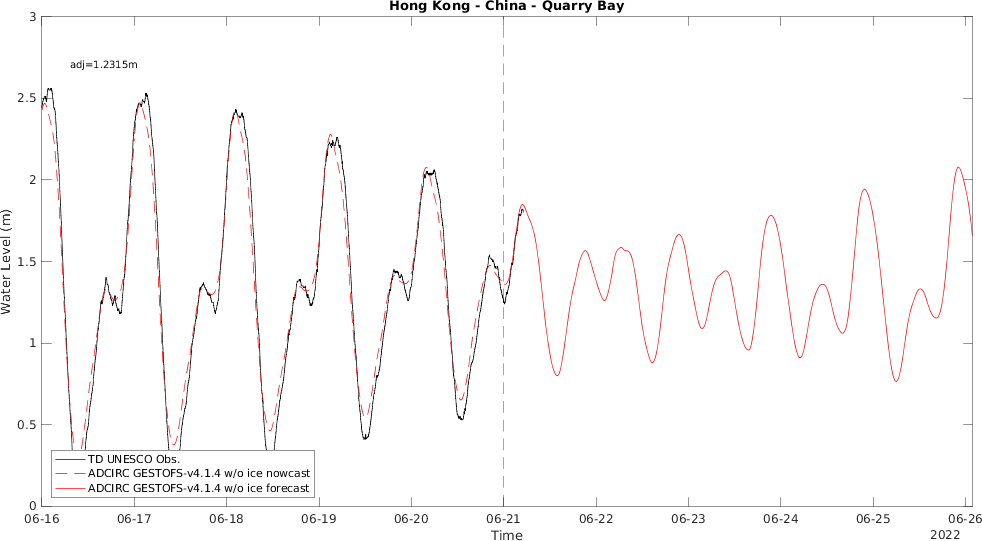 Hong Kong - China - Quarry Bay
3
adj=1.2315m
2.5
2
1.5
1
0.5
0
Water Level (m)
TD UNESCO Obs.
ADCIRC GESTOFS-v4.1.4 w/o ice nowcast
ADCIRC GESTOFS-v4.1.4 w/o ice forecast
06-16 06-17 06-18 06-19 06-20 06-21 06-22 06-23 06-24 06-25 06-26
Time
2022